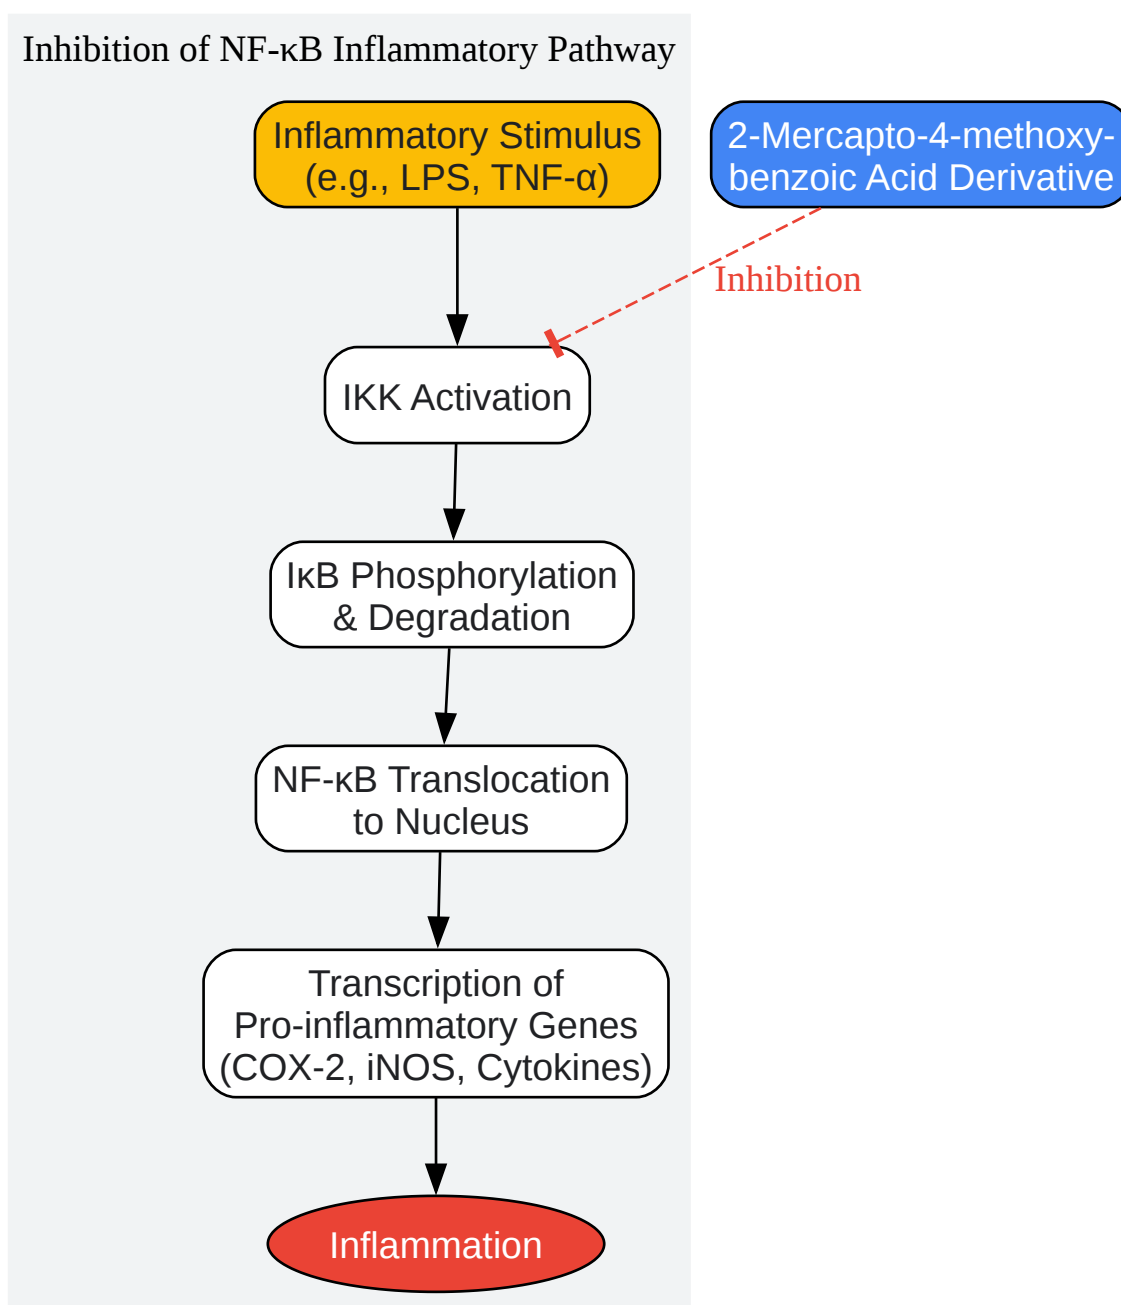 Inhibition of NF-κB Inflammatory Pathway
Inflammatory Stimulus
(e.g., LPS, TNF-α)
2-Mercapto-4-methoxy-
benzoic Acid Derivative
Inhibition
IKK Activation
IκB Phosphorylation
& Degradation
NF-κB Translocation
to Nucleus
Transcription of
Pro-inflammatory Genes
(COX-2, iNOS, Cytokines)
Inflammation